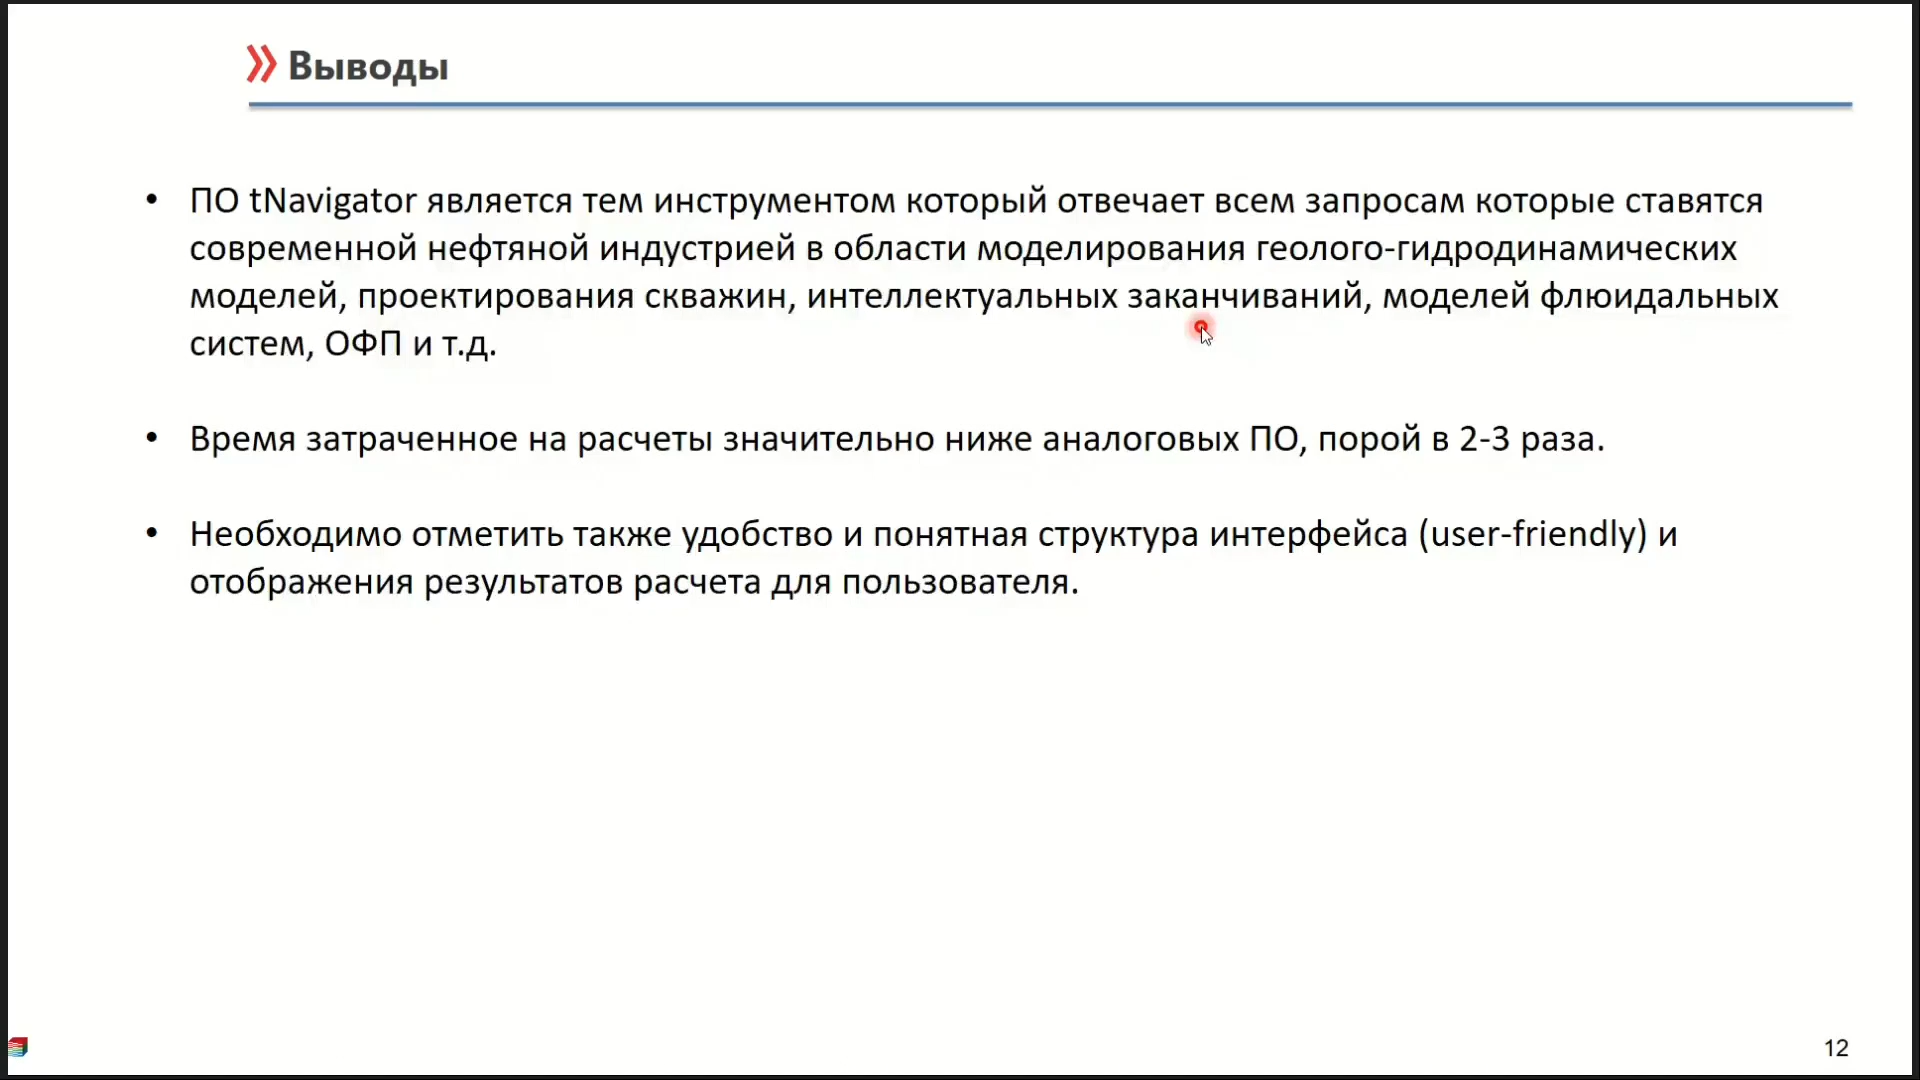 Выводы
• ПО tNavigator является тем инструментом который отвечает всем запросам которые ставятся
современной нефтяной индустрией в области моделирования геолого-гидродинамических
моделей, проектирования скважин, интеллектуальных заканчиваний, моделей флюидальных
систем, ОФП и т.д.
• Время затраченное на расчеты значительно ниже аналоговых ПО, порой в 2-3 раза.
• Необходимо отметить также удобство и понятная структура интерфейса (user-friendly) и
отображения результатов расчета для пользователя.
12